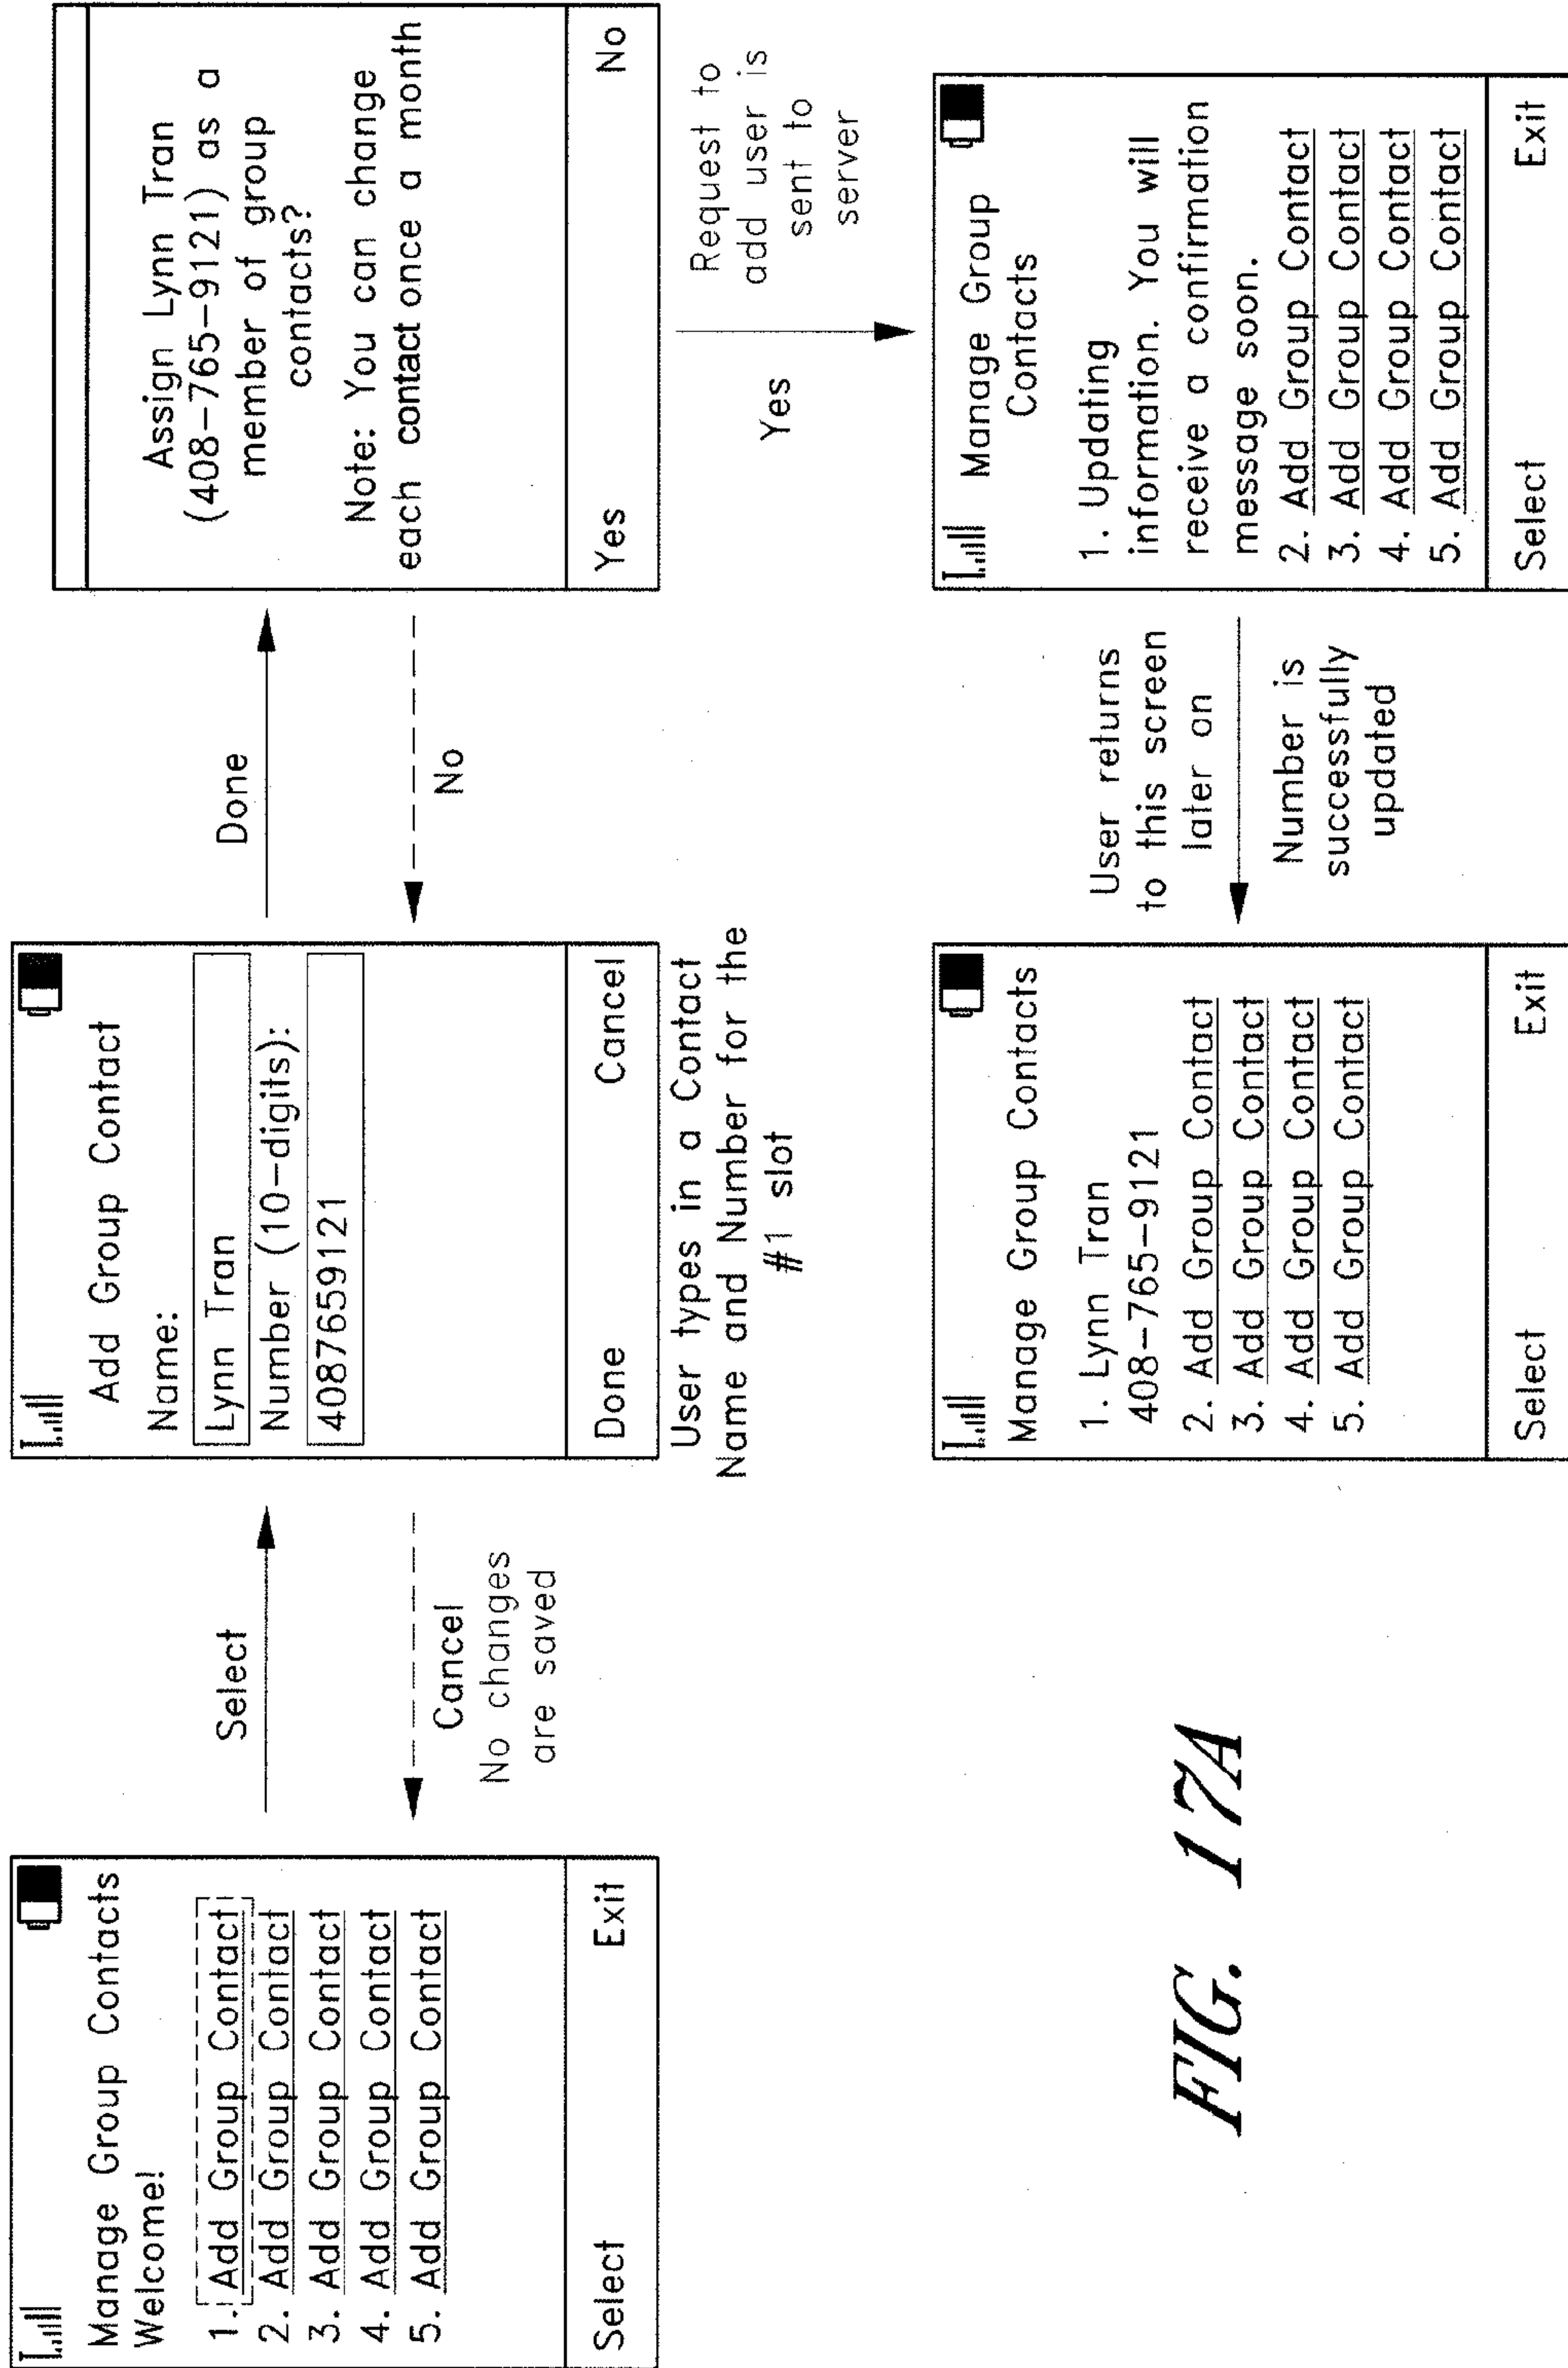 Manage Group Contacts
Welcome!
1. Add Group Contact
2. Add Group Contact
3. Add Group Contact
4. Add Group Contact
5. Add Group Contact
Select Exit
Select
Cancel
No changes
are saved
Add Group Contact
Name:
Lynn Tran
Number (10-digits):
4087659121
Done Cancel
User types in a Contact
Name and Number for the
#1 slot
Done
No
Assign Lynn Tran
(408-765-9121) as a
member of group
contacts?
Note: You can change
each contact once a month
Yes No
Yes
Request to
add user is
sent to
server
Manage Group
Contacts
1. Updating
information. You will
receive a confirmation
message soon.
2. Add Group Contact
3. Add Group Contact
4. Add Group Contact
5. Add Group Contact
Select Exit
User returns
to this screen
later on
Number is
successfully
updated
Manage Group Contacts
1. Lynn Tran
408-765-9121
2. Add Group Contact
3. Add Group Contact
4. Add Group Contact
5. Add Group Contact
Select Exit
FIG. 17A